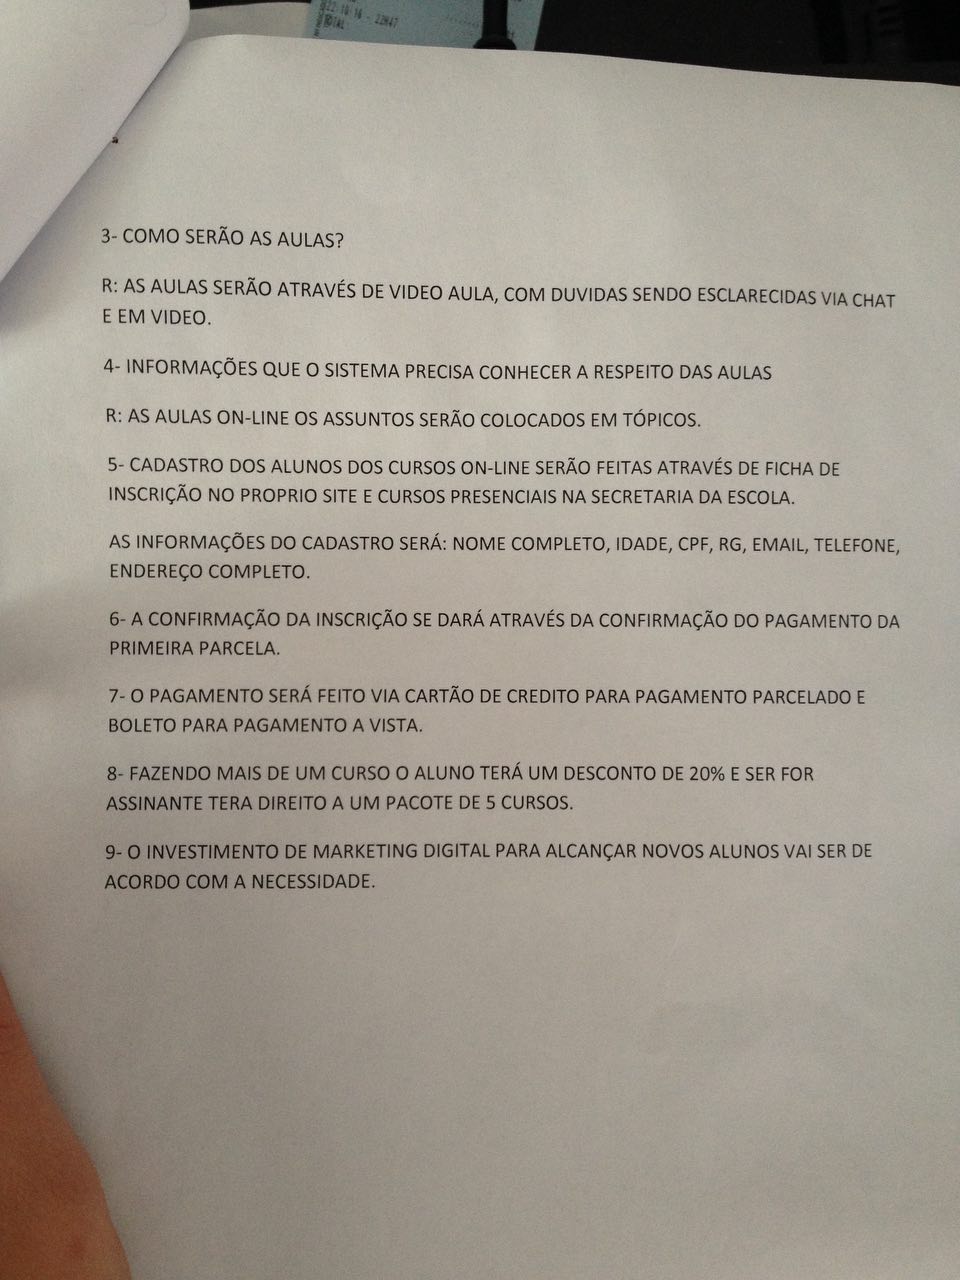 22-10-16 - 22H47
TOTAL
3- COMO SERÃO AS AULAS?
R: AS AULAS SERÃO ATRAVÉS DE VIDEO AULA, COM DUVIDAS SENDO ESCLARECIDAS VIA CHAT
E EM VIDEO.
4- INFORMAÇÕES QUE O SISTEMA PRECISA CONHECER A RESPEITO DAS AULAS
R: AS AULAS ON-LINE OS ASSUNTOS SERÃO COLOCADOS EM TÓPICOS.
5- CADASTRO DOS ALUNOS DOS CURSOS ON-LINE SERÃO FEITAS ATRAVÉS DE FICHA DE
INSCRIÇÃO NO PROPRIO SITE E CURSOS PRESENCIAIS NA SECRETARIA DA ESCOLA.
AS INFORMAÇÕES DO CADASTRO SERÁ: NOME COMPLETO, IDADE, CPF, RG, EMAIL, TELEFONE,
ENDEREÇO COMPLETO.
6- A CONFIRMAÇÃO DA INSCRIÇÃO SE DARÁ ATRAVÉS DA CONFIRMAÇÃO DO PAGAMENTO DA
PRIMEIRA PARCELA.
7- O PAGAMENTO SERÁ FEITO VIA CARTÃO DE CREDITO PARA PAGAMENTO PARCELADO E
BOLETO PARA PAGAMENTO A VISTA.
8- FAZENDO MAIS DE UM CURSO O ALUNO TERÁ UM DESCONTO DE 20% E SER FOR
ASSINANTE TERA DIREITO A UM PACOTE DE 5 CURSOS.
9- O INVESTIMENTO DE MARKETING DIGITAL PARA ALCANÇAR NOVOS ALUNOS VAI SER DE
ACORDO COM A NECESSIDADE.